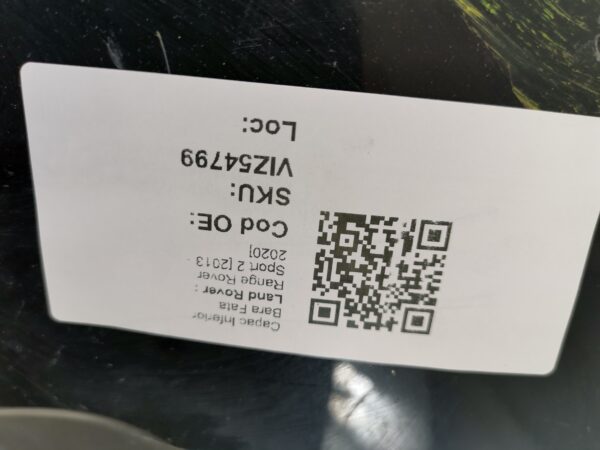 Capac Inferior
Bara Fata
Land Rover :
Range Rover
Sport 2 [2013 -
2020]
Cod OE:
SKU:
VIZ54799
Loc: